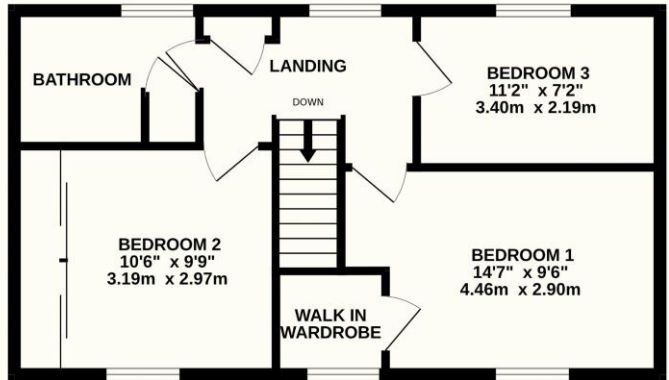 BATHROOM
LANDING
DOWN
BEDROOM 3
11'2" x 7'2"
3.40m x 2.19m
BEDROOM 2
10'6" x 9'9"
3.19m x 2.97m
BEDROOM 1
14'7" x 9'6"
4.46m x 2.90m
WALK IN
WARDROBE